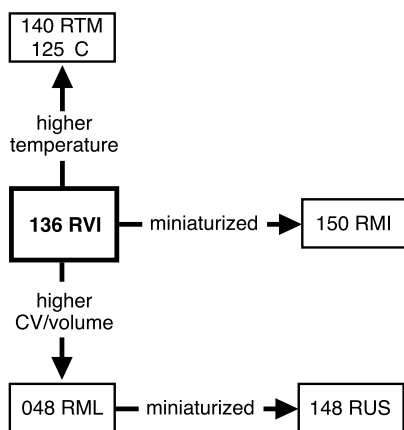 140 RTM
125 C
higher
temperature
136 RVI
miniaturized
150 RMI
higher
CV/volume
048 RML
miniaturized
148 RUS